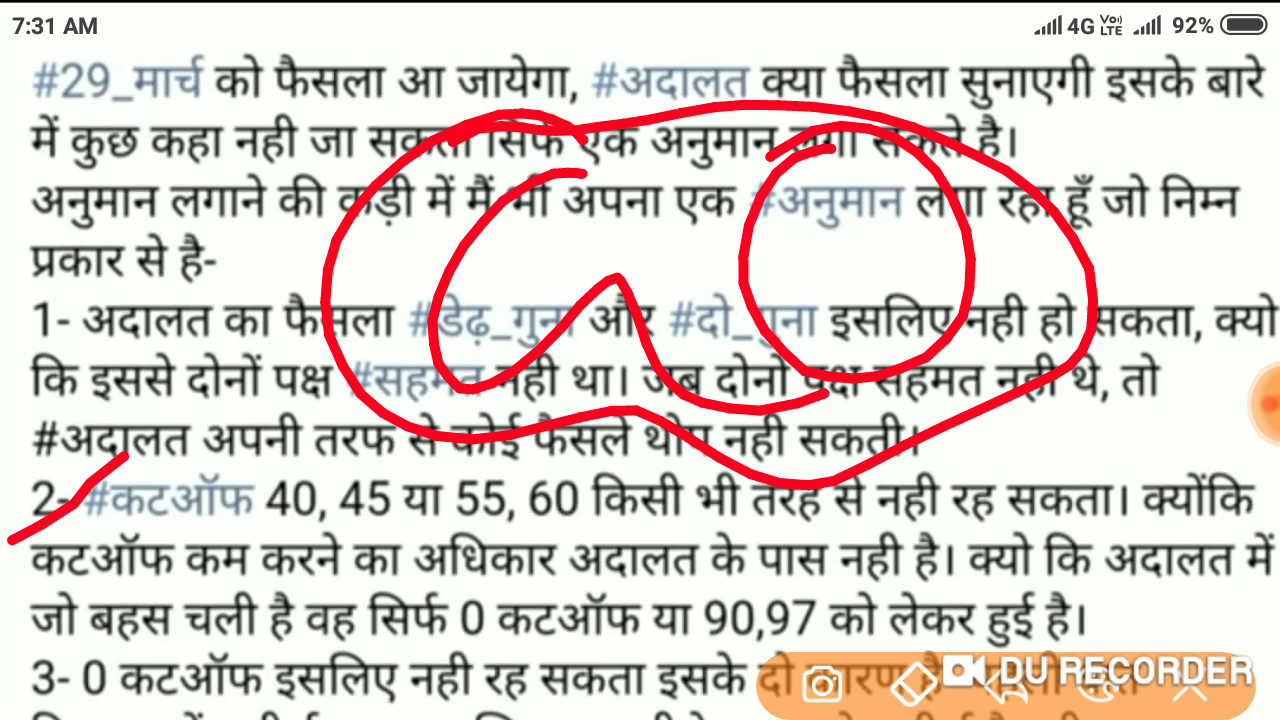 7:31 AM 4G Vo) LTE 92%
#29_मार्च को फैसला आ जायेगा, #अदालत क्या फैसला सुनाएगी इसके बारे
में कुछ कहा नही जा सकता सिर्फ एक अनुमान लगा सकते है।
अनुमान लगाने की कड़ी में मैं भी अपना एक #अनुमान लगा रहा हूँ जो निम्न
प्रकार से है-
1- अदालत का फैसला #डेढ़_गुना और #दो_गुना इसलिए नही हो सकता, क्यो
कि इससे दोनों पक्ष #सहमत नही था। जब दोनो पक्ष सहमत नही थे, तो
#अदालत अपनी तरफ से कोई फैसले थोप नही सकती।
2- #कटऑफ 40, 45 या 55, 60 किसी भी तरह से नही रह सकता। क्योंकि
कटऑफ कम करने का अधिकार अदालत के पास नही है। क्यो कि अदालत में
जो बहस चली है वह सिर्फ 0 कटऑफ या 90,97 को लेकर हुई है।
3- 0 कटऑफ इसलिए नही रह सकता इसके दो कारण है
DU RECORDER